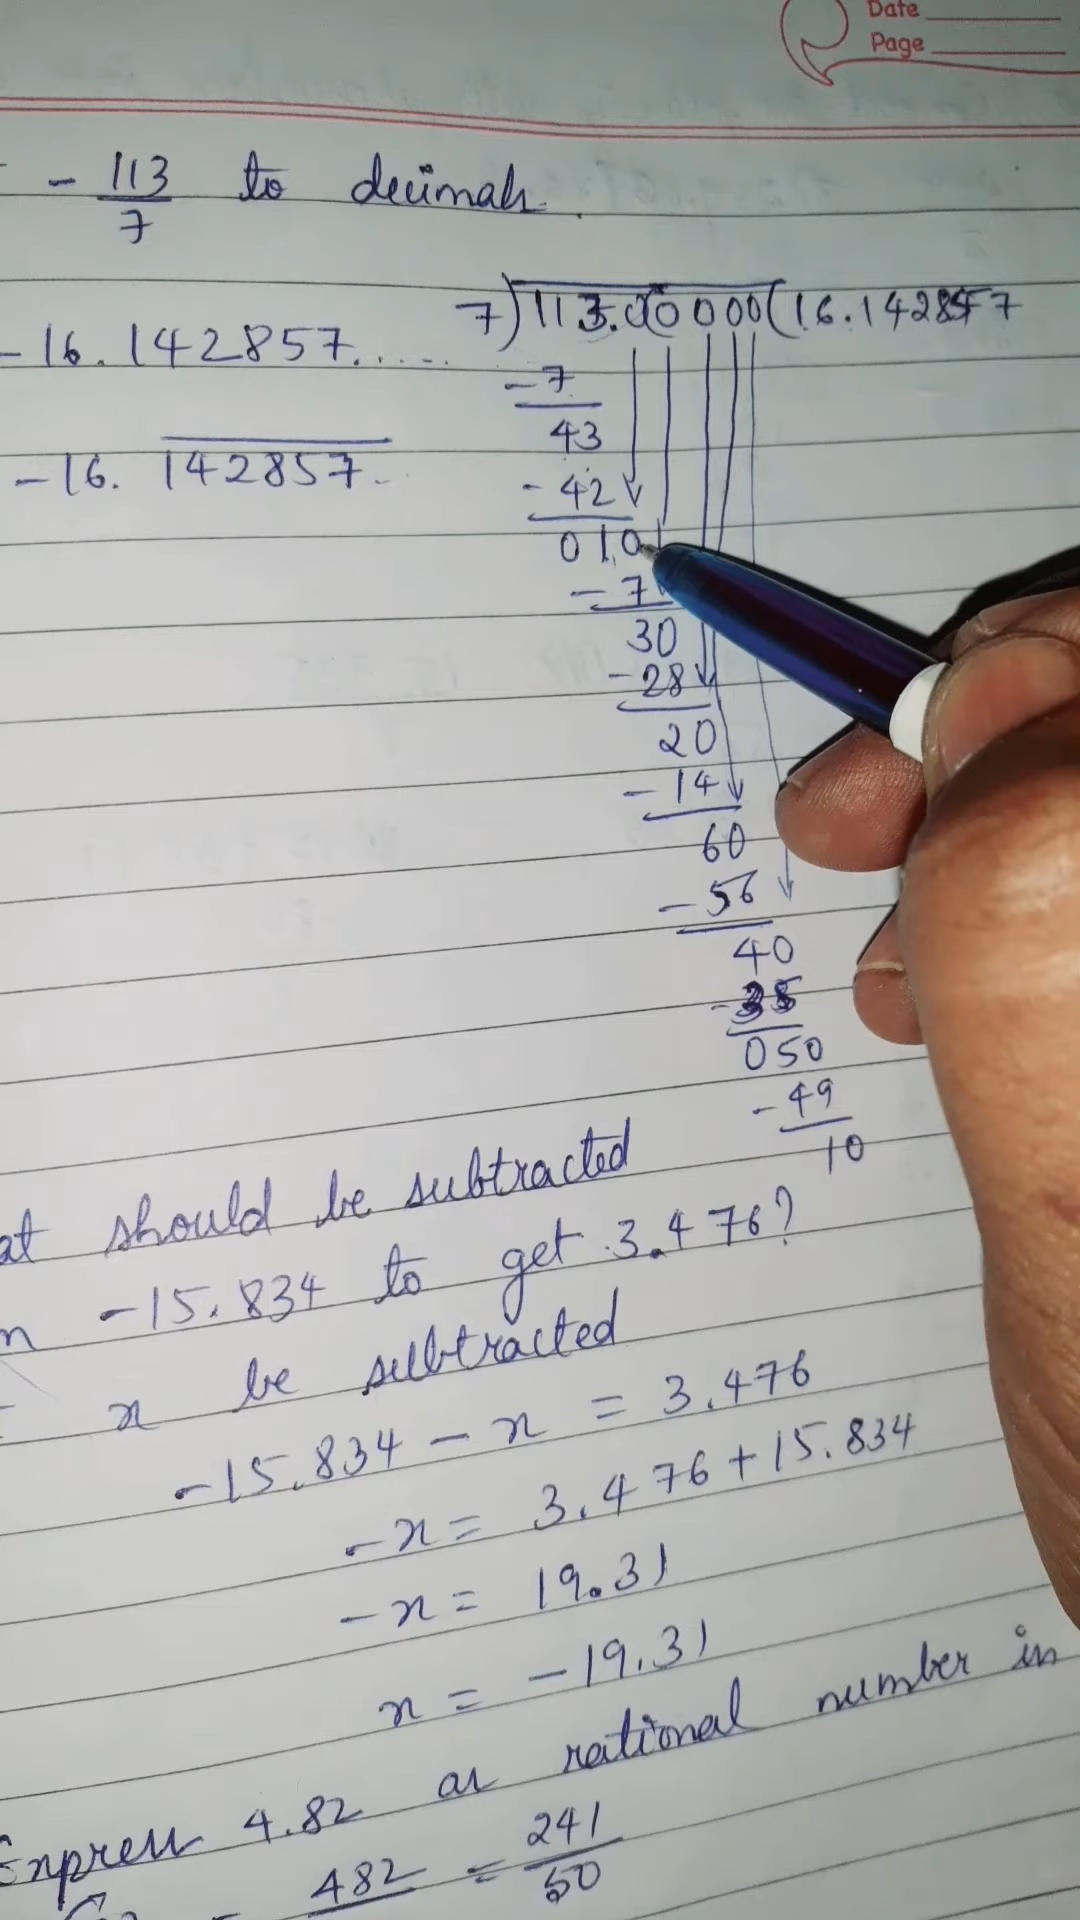 Date
Page
- 113/7 to decimals.
7)113.000000(16.142857
-16.142857......
-7
43
-42
-16. 142857.
010
-7
30
-28
20
-14
60
-56
40
-35
050
-49
10
at should be subtracted
m -15.834 to get 3.476?
x be subtracted
-15.834 - x = 3.476
-x = 3.476 + 15.834
-x = 19.31
x = -19.31
Express 4.82 as rational number in
= 482 = 241/50